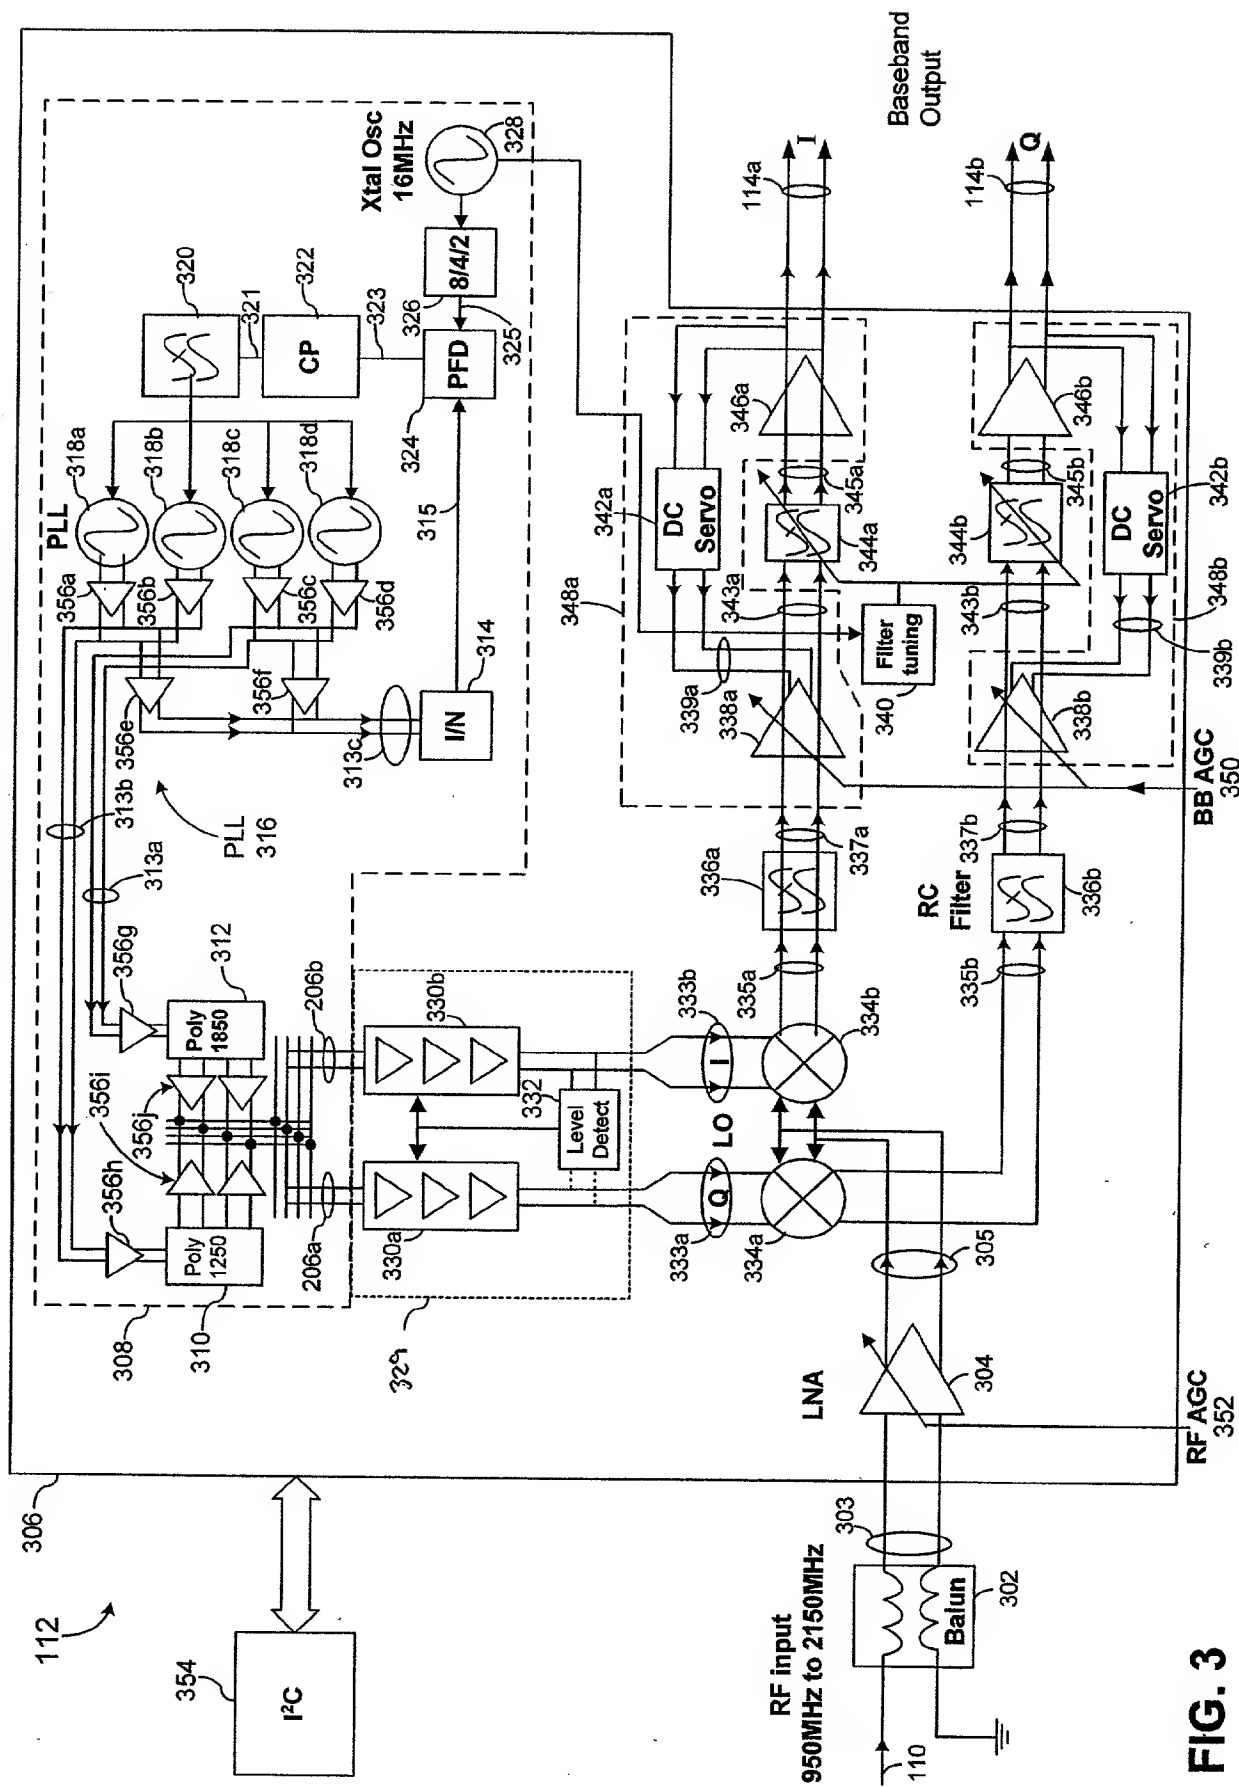 112
354
I²C
306
308
310
Poly
1250
356h
356i
356j
356g
Poly
1850
312
313a
313b
PLL
316
356e
356f
313c
I/N
314
315
356a
356b
356c
356d
PLL
318a
318b
318c
318d
320
321
CP
322
323
PFD
324
325
8/4/2
326
Xtal Osc
16MHz
328
206a
206b
329
330a
330b
332
Level
Detect
333a
Q
LO
333b
I
334a
334b
335a
335b
336a
RC
Filter
336b
337a
337b
338a
338b
339a
339b
Filter
tuning
340
DC
Servo
342a
DC
Servo
342b
343a
343b
344a
344b
345a
345b
346a
346b
348a
348b
114a
I
114b
Q
Baseband
Output
BB AGC
350
RF AGC
352
LNA
304
305
303
Balun
302
RF input
950MHz to 2150MHz
110
FIG. 3